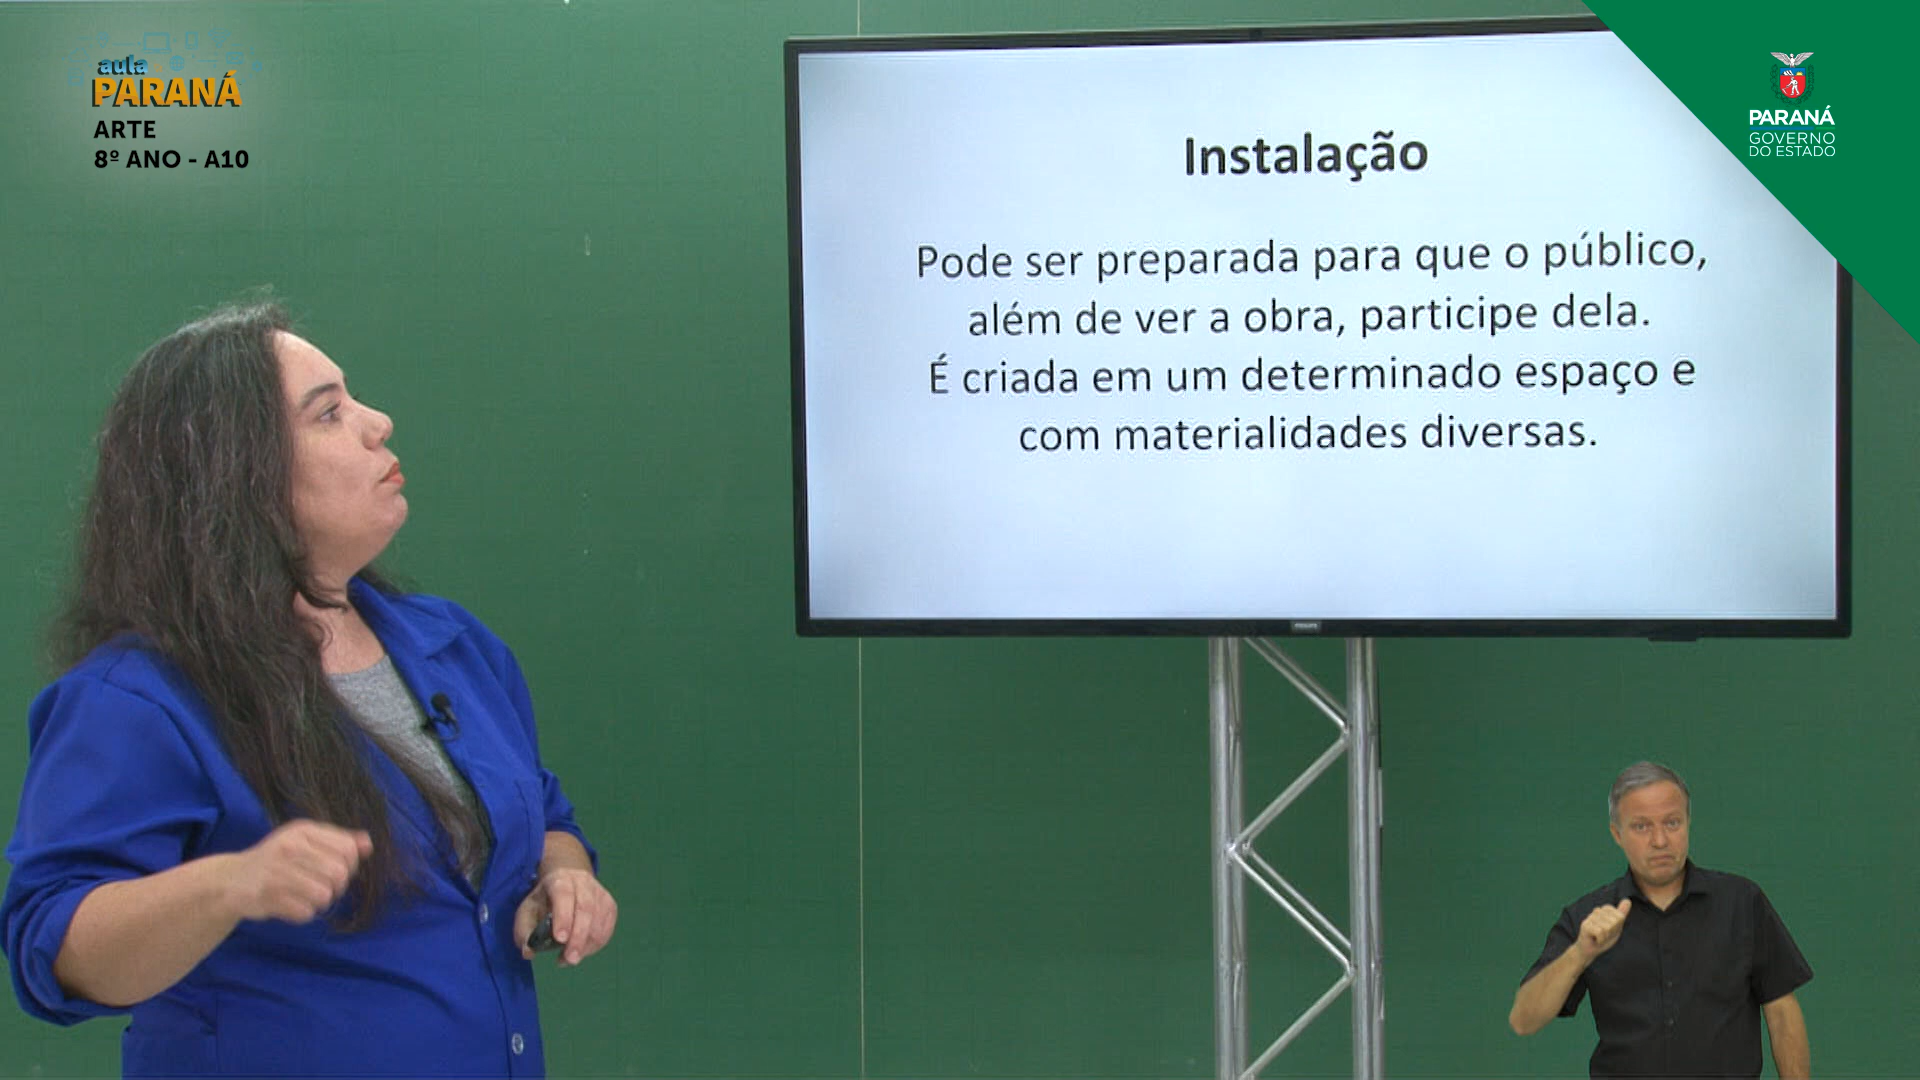 aula
PARANÁ
ARTE
8º ANO - A10
PARANÁ
GOVERNO
DO ESTADO
Instalação
Pode ser preparada para que o público,
além de ver a obra, participe dela.
É criada em um determinado espaço e
com materialidades diversas.
PHILIPS